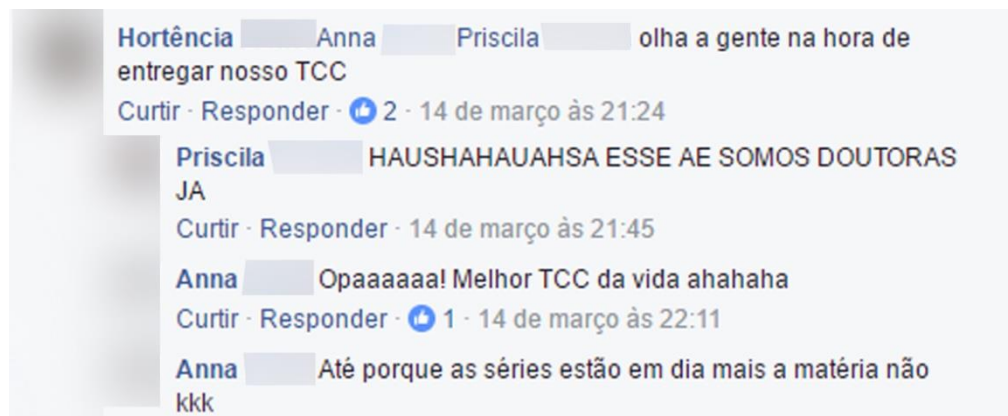 Hortência Anna Priscila olha a gente na hora de
entregar nosso TCC
Curtir · Responder · 2 · 14 de março às 21:24
Priscila HAUSHAHAUAHSA ESSE AE SOMOS DOUTORAS
JA
Curtir · Responder · 14 de março às 21:45
Anna Opaaaaaa! Melhor TCC da vida ahahaha
Curtir · Responder · 1 · 14 de março às 22:11
Anna Até porque as séries estão em dia mais a matéria não
kkk